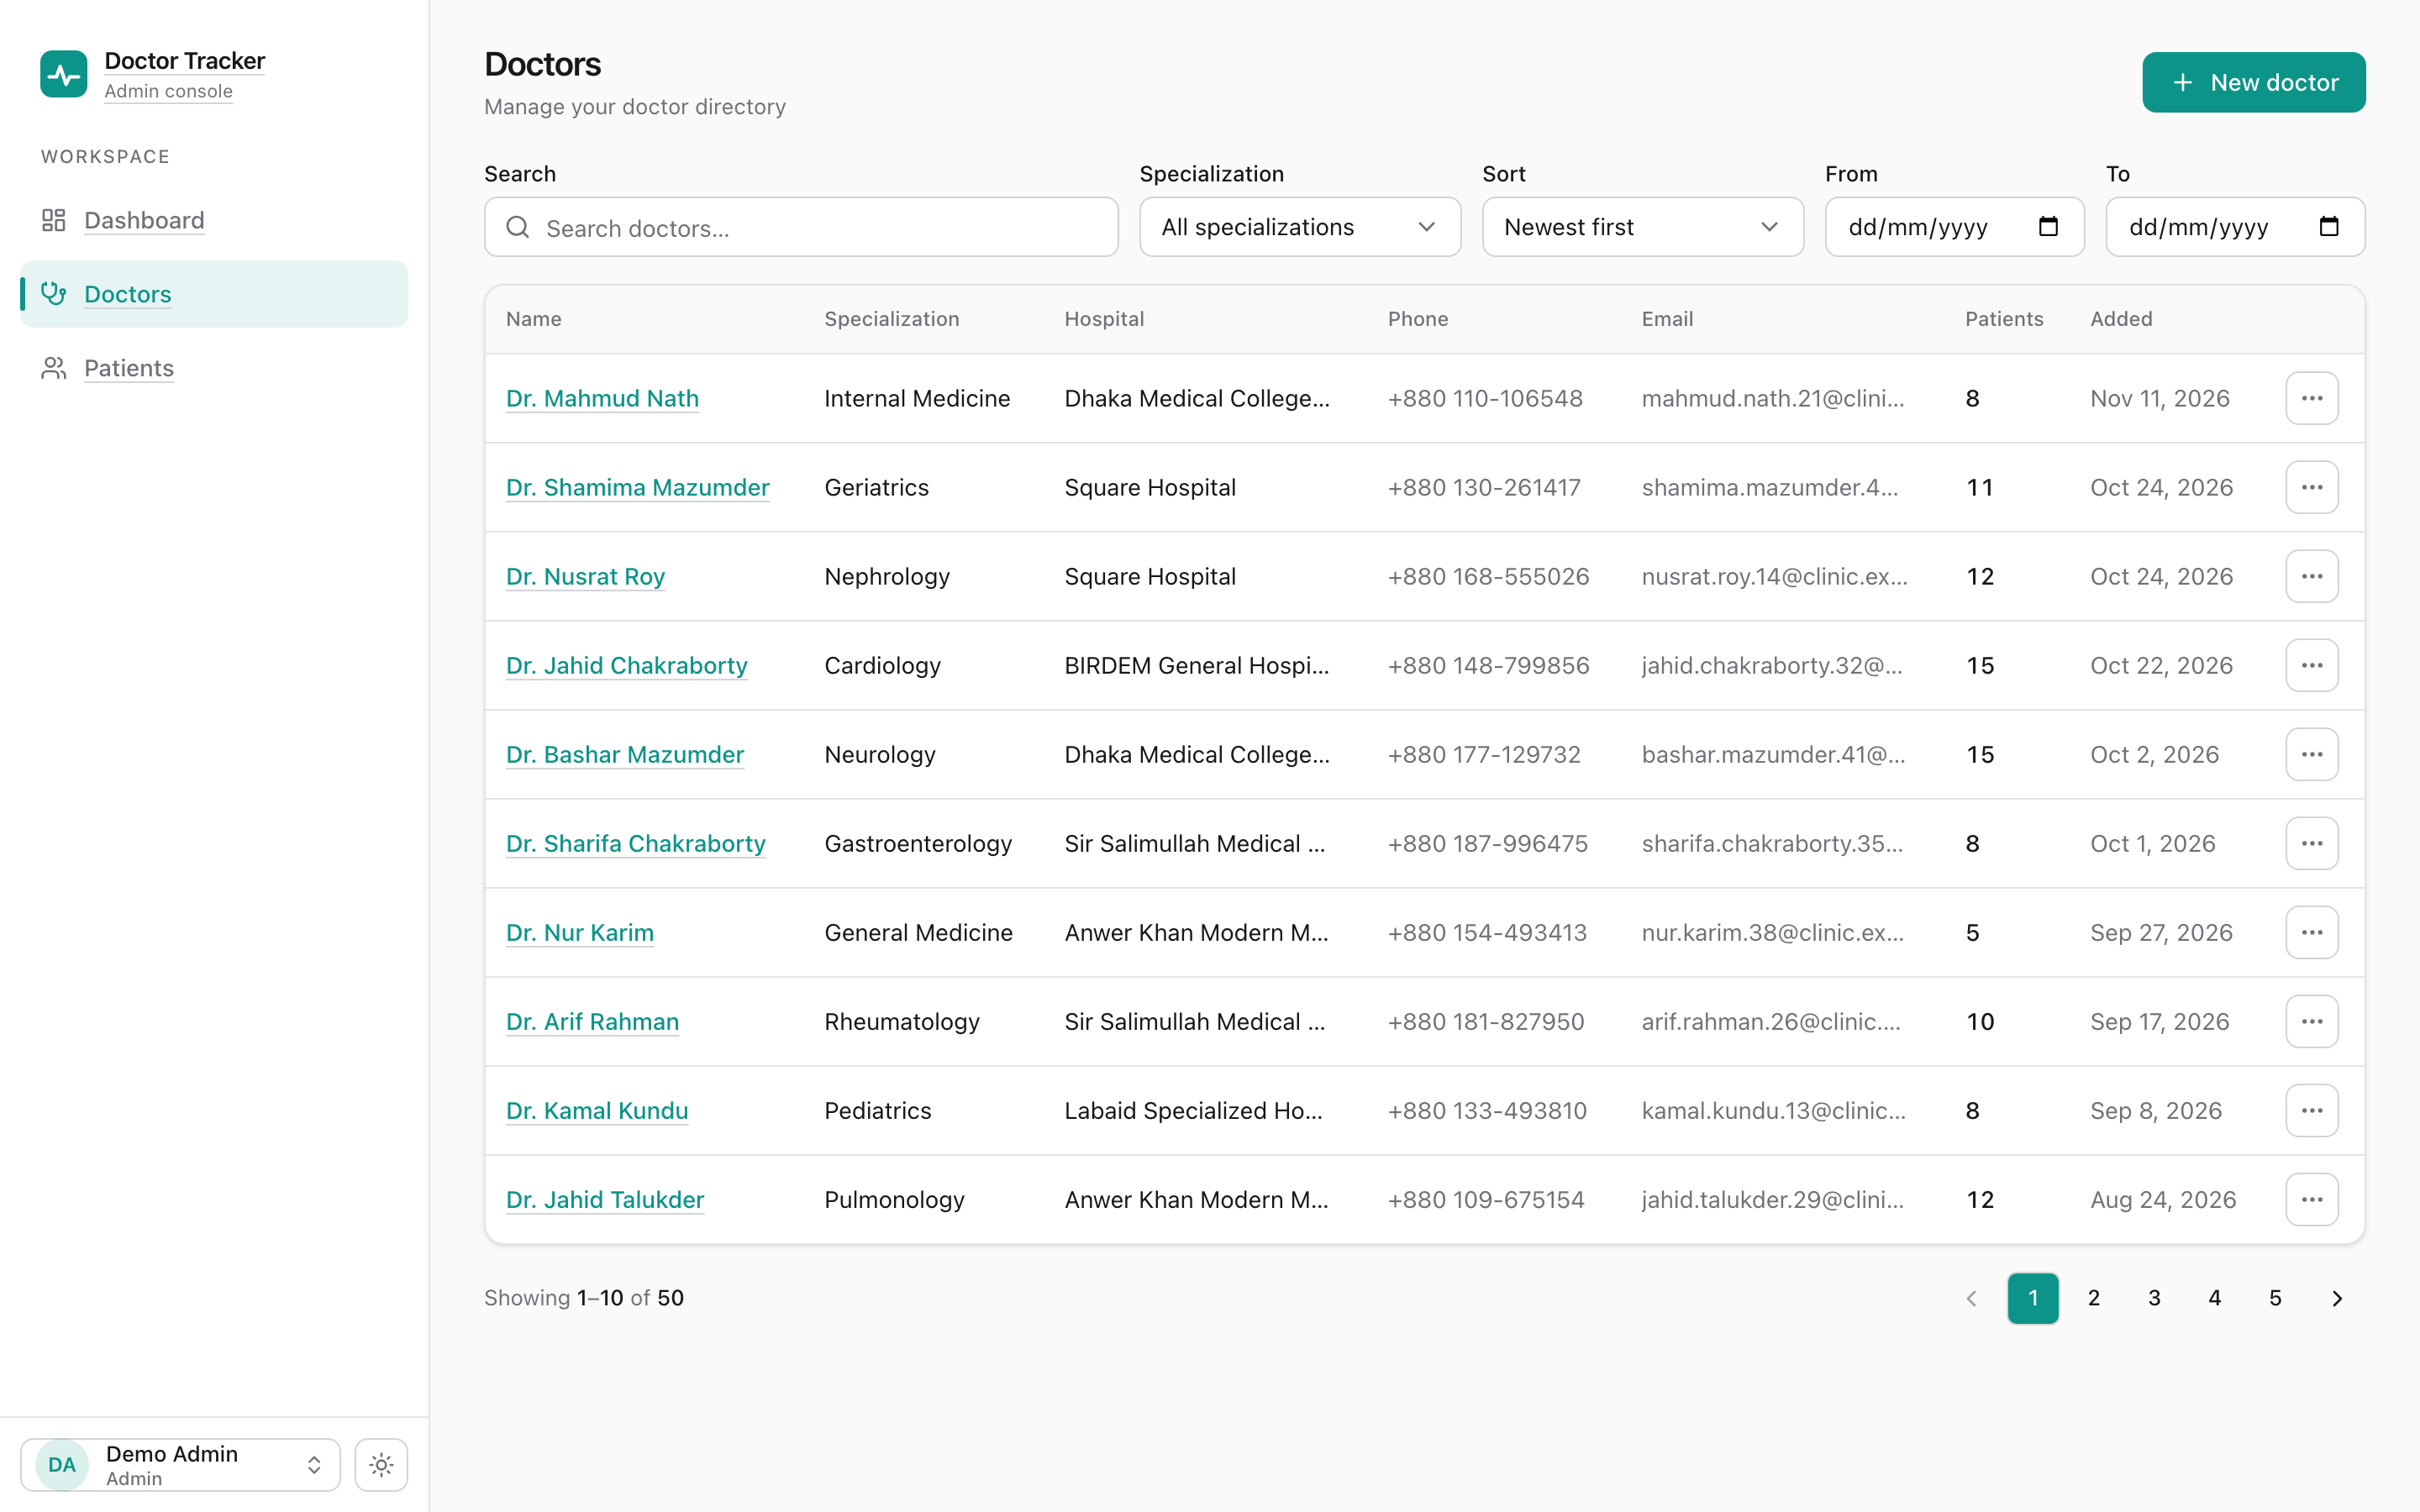 Doctor Tracker
Admin console
WORKSPACE
Dashboard
Doctors
Patients
Demo Admin
Admin
DA
Doctors
Manage your doctor directory
New doctor
Search Specialization Sort From To
Search doctors... All specializations Newest first dd/mm/yyyy dd/mm/yyyy
Name Specialization Hospital Phone Email Patients Added
Dr. Mahmud Nath Internal Medicine Dhaka Medical College... +880 110-106548 mahmud.nath.21@clini... 8 Nov 11, 2026
Dr. Shamima Mazumder Geriatrics Square Hospital +880 130-261417 shamima.mazumder.4... 11 Oct 24, 2026
Dr. Nusrat Roy Nephrology Square Hospital +880 168-555026 nusrat.roy.14@clinic.ex... 12 Oct 24, 2026
Dr. Jahid Chakraborty Cardiology BIRDEM General Hospi... +880 148-799856 jahid.chakraborty.32@... 15 Oct 22, 2026
Dr. Bashar Mazumder Neurology Dhaka Medical College... +880 177-129732 bashar.mazumder.41@... 15 Oct 2, 2026
Dr. Sharifa Chakraborty Gastroenterology Sir Salimullah Medical ... +880 187-996475 sharifa.chakraborty.35... 8 Oct 1, 2026
Dr. Nur Karim General Medicine Anwer Khan Modern M... +880 154-493413 nur.karim.38@clinic.ex... 5 Sep 27, 2026
Dr. Arif Rahman Rheumatology Sir Salimullah Medical ... +880 181-827950 arif.rahman.26@clinic.... 10 Sep 17, 2026
Dr. Kamal Kundu Pediatrics Labaid Specialized Ho... +880 133-493810 kamal.kundu.13@clinic... 8 Sep 8, 2026
Dr. Jahid Talukder Pulmonology Anwer Khan Modern M... +880 109-675154 jahid.talukder.29@clini... 12 Aug 24, 2026
Showing 1–10 of 50 1 2 3 4 5